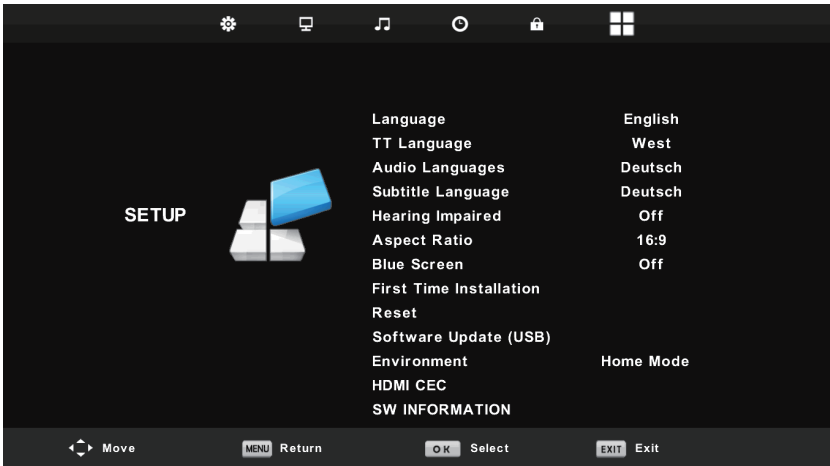 SETUP
Language English
TT Language West
Audio Languages Deutsch
Subtitle Language Deutsch
Hearing Impaired Off
Aspect Ratio 16:9
Blue Screen Off
First Time Installation
Reset
Software Update (USB)
Environment Home Mode
HDMI CEC
SW INFORMATION
Move MENU Return OK Select EXIT Exit